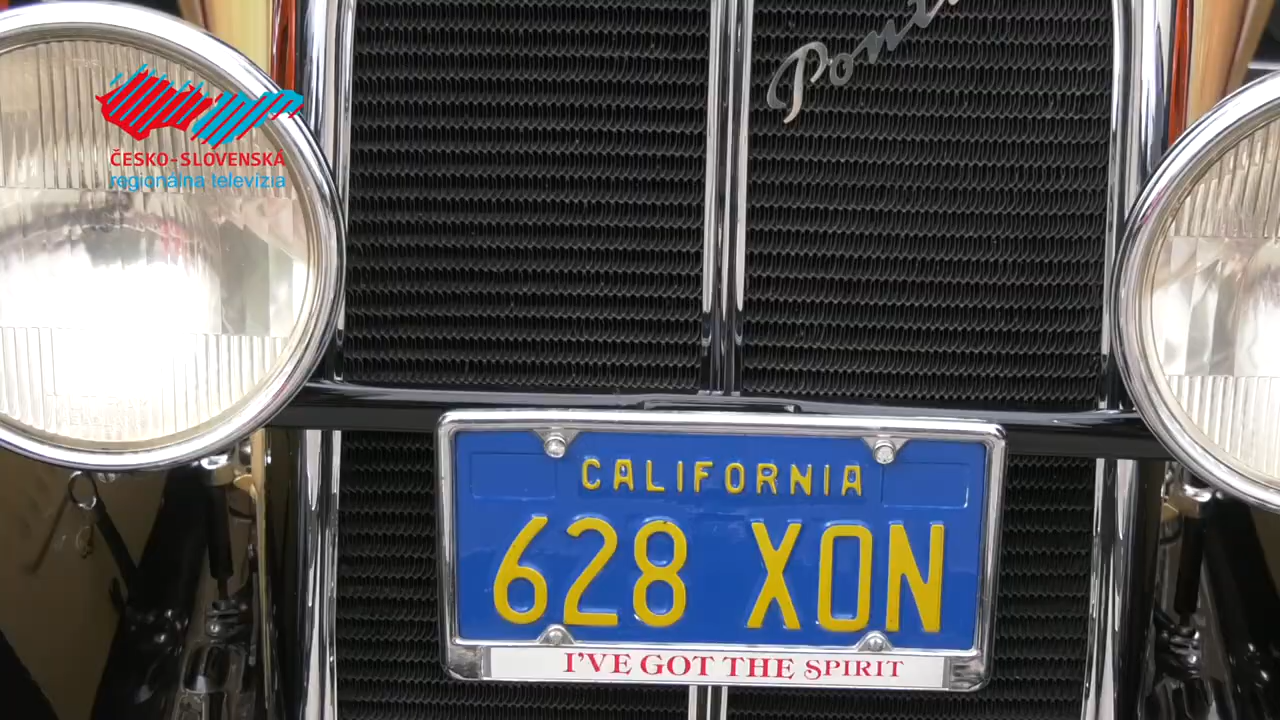 ČESKO-SLOVENSKÁ
regionálna televízia
CALIFORNIA
628 XON
I'VE GOT THE SPIRIT